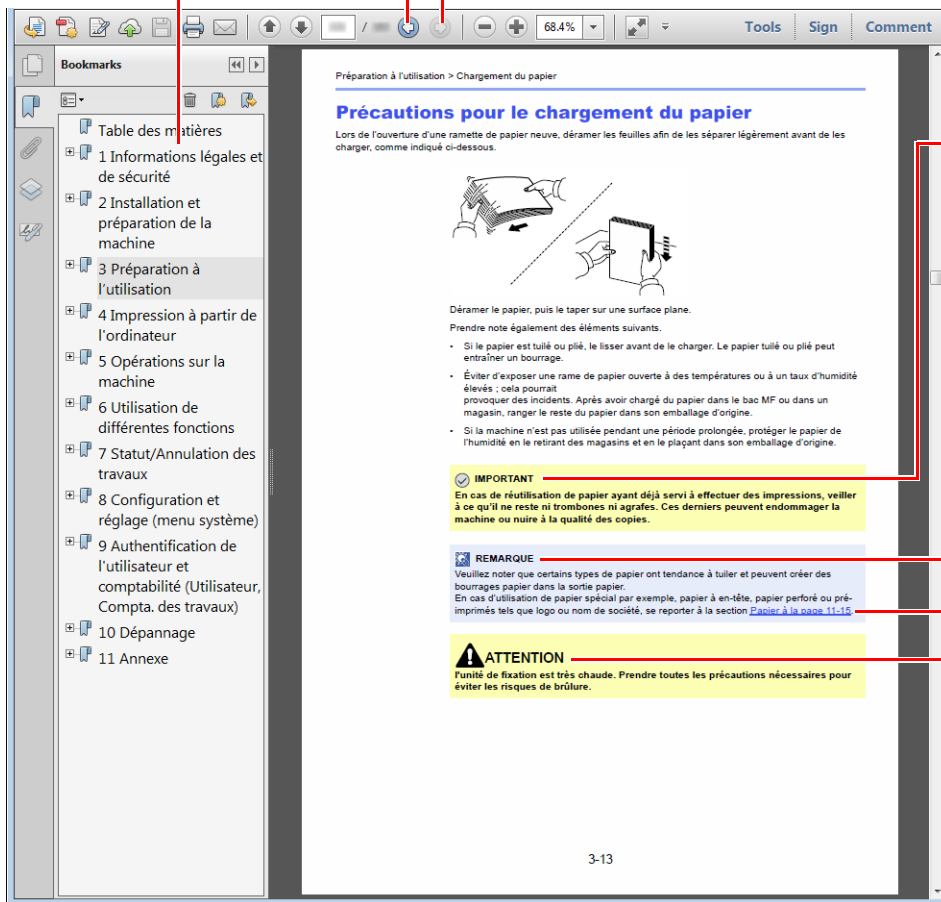 /
68.4%
Tools
Sign
Comment
Bookmarks
Table des matières
1 Informations légales et
de sécurité
2 Installation et
préparation de la
machine
3 Préparation à
l'utilisation
4 Impression à partir de
l'ordinateur
5 Opérations sur la
machine
6 Utilisation de
différentes fonctions
7 Statut/Annulation des
travaux
8 Configuration et
réglage (menu système)
9 Authentification de
l'utilisateur et
comptabilité (Utilisateur,
Compta. des travaux)
10 Dépannage
11 Annexe
Préparation à l'utilisation > Chargement du papier
Précautions pour le chargement du papier
Lors de l'ouverture d'une ramette de papier neuve, déramer les feuilles afin de les séparer légèrement avant de les
charger, comme indiqué ci-dessous.
Déramer le papier, puis le taper sur une surface plane.
Prendre note également des éléments suivants.
• Si le papier est tuilé ou plié, le lisser avant de le charger. Le papier tuilé ou plié peut
entraîner un bourrage.
• Éviter d'exposer une rame de papier ouverte à des températures ou à un taux d'humidité
élevés ; cela pourrait
provoquer des incidents. Après avoir chargé du papier dans le bac MF ou dans un
magasin, ranger le reste du papier dans son emballage d'origine.
• Si la machine n'est pas utilisée pendant une période prolongée, protéger le papier de
l'humidité en le retirant des magasins et en le plaçant dans son emballage d'origine.
IMPORTANT
En cas de réutilisation de papier ayant déjà servi à effectuer des impressions, veiller
à ce qu'il ne reste ni trombones ni agrafes. Ces derniers peuvent endommager la
machine ou nuire à la qualité des copies.
REMARQUE
Veuillez noter que certains types de papier ont tendance à tuiler et peuvent créer des
bourrages papier dans la sortie papier.
En cas d'utilisation de papier spécial par exemple, papier à en-tête, papier perforé ou pré-
imprimés tels que logo ou nom de société, se reporter à la section Papier à la page 11-15.
ATTENTION
l'unité de fixation est très chaude. Prendre toutes les précautions nécessaires pour
éviter les risques de brûlure.
3-13